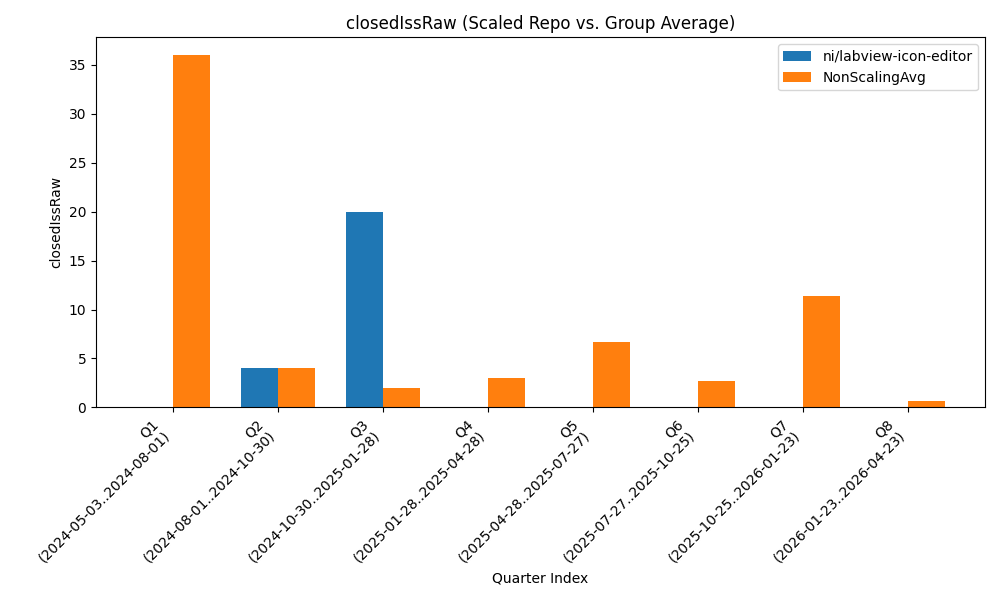 closedIssRaw (Scaled Repo vs. Group Average)
ni/labview-icon-editor
NonScalingAvg
closedIssRaw
35
30
25
20
15
10
5
0
Q1
(2024-05-03..2024-08-01)
Q2
(2024-08-01..2024-10-30)
Q3
(2024-10-30..2025-01-28)
Q4
(2025-01-28..2025-04-28)
Q5
(2025-04-28..2025-07-27)
Q6
(2025-07-27..2025-10-25)
Q7
(2025-10-25..2026-01-23)
Q8
(2026-01-23..2026-04-23)
Quarter Index